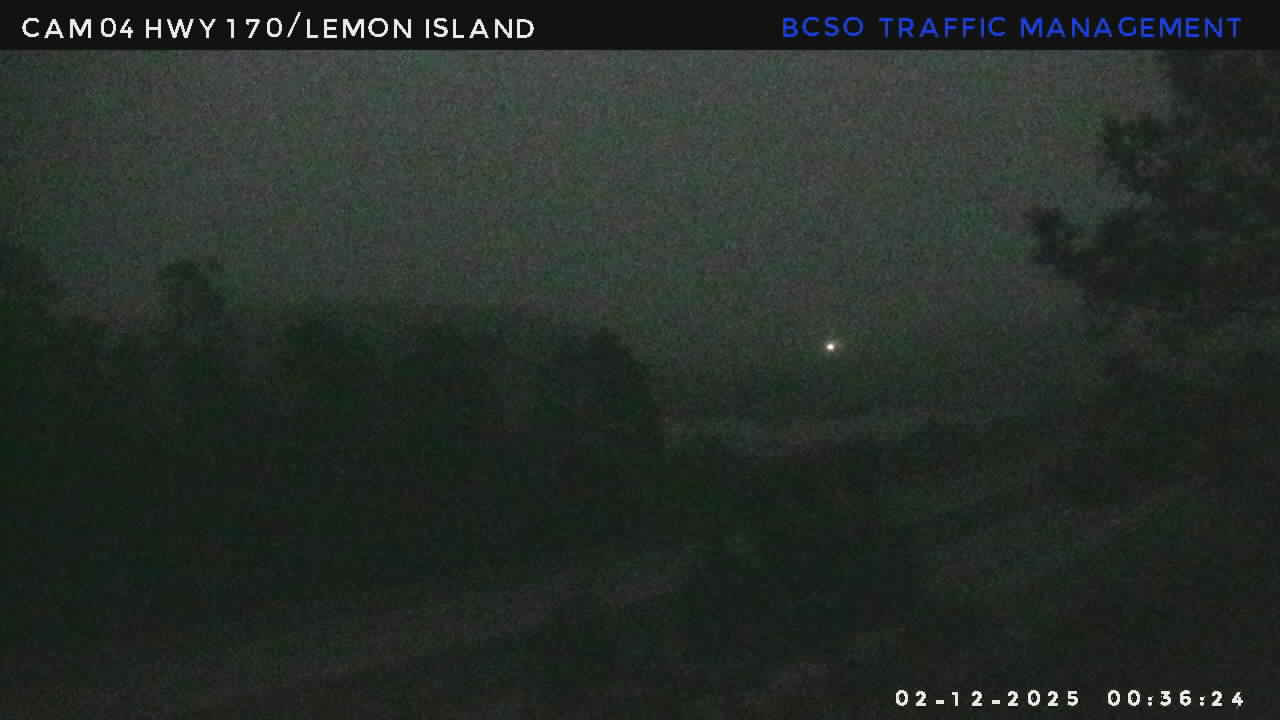 CAM04 HWY 170/LEMON ISLAND
BCSO TRAFFIC MANAGEMENT
02-12-2025 00:36:24